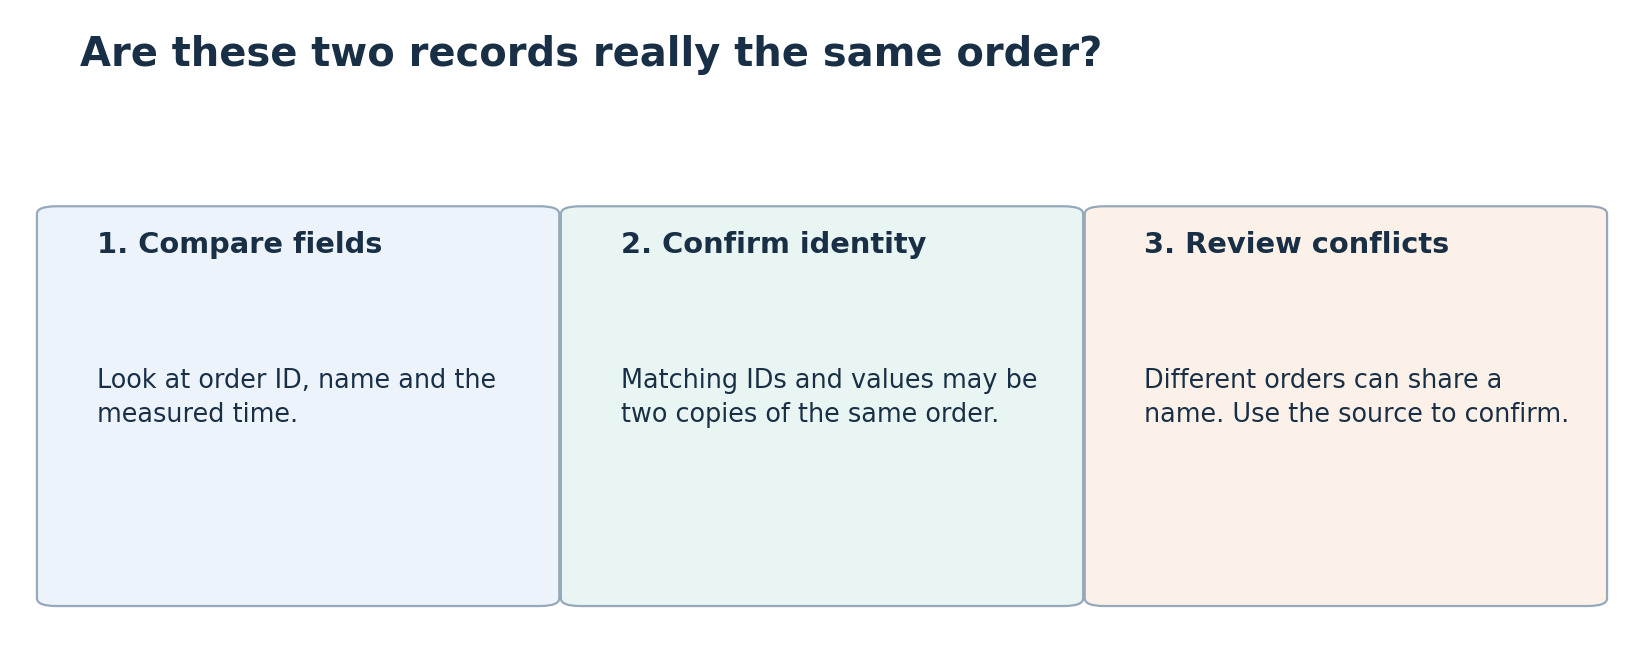 Are these two records really the same order?
1. Compare fields
Look at order ID, name and the
measured time.
2. Confirm identity
Matching IDs and values may be
two copies of the same order.
3. Review conflicts
Different orders can share a
name. Use the source to confirm.